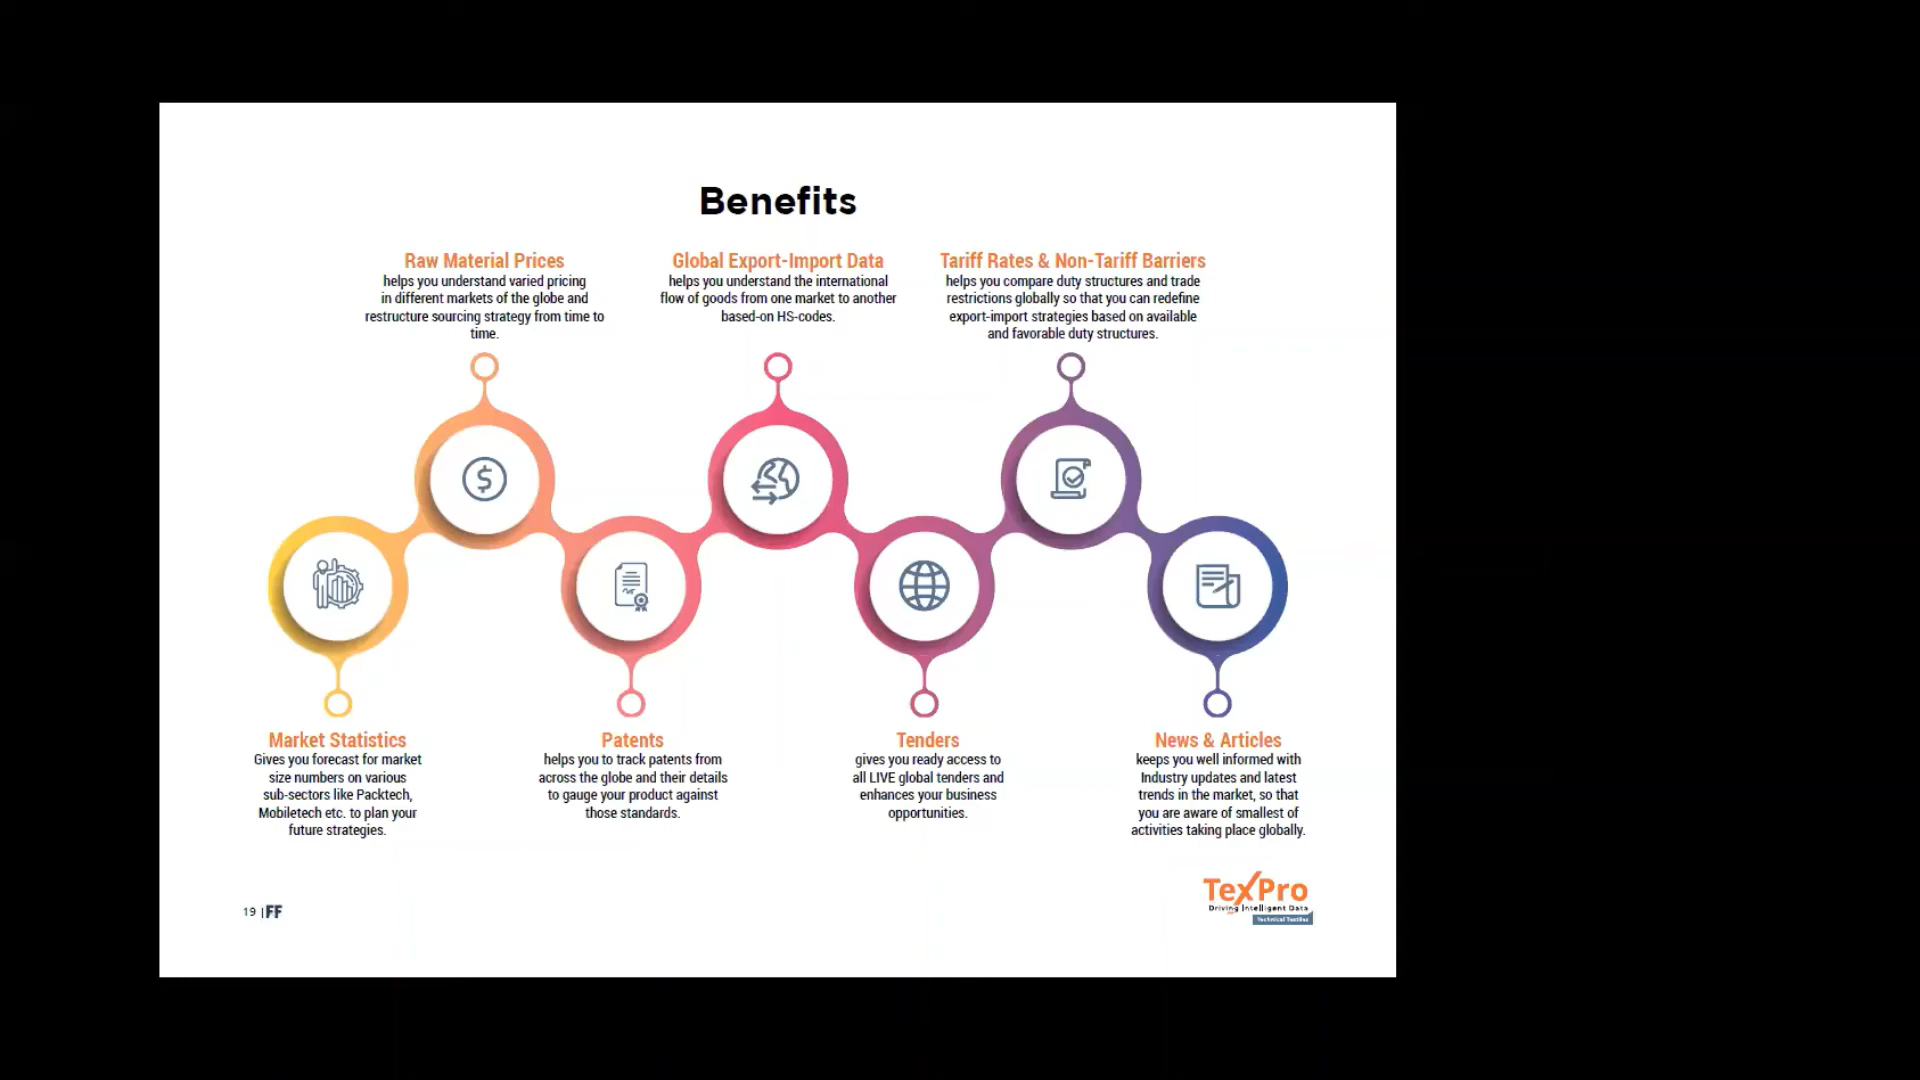 Benefits
Raw Material Prices
helps you understand varied pricing
in different markets of the globe and
restructure sourcing strategy from time to
time.
Global Export-Import Data
helps you understand the international
flow of goods from one market to another
based-on HS-codes.
Tariff Rates & Non-Tariff Barriers
helps you compare duty structures and trade
restrictions globally so that you can redefine
export-import strategies based on available
and favorable duty structures.
Market Statistics
Gives you forecast for market
size numbers on various
sub-sectors like Packtech,
Mobiletech etc. to plan your
future strategies.
Patents
helps you to track patents from
across the globe and their details
to gauge your product against
those standards.
Tenders
gives you ready access to
all LIVE global tenders and
enhances your business
opportunities.
News & Articles
keeps you well informed with
Industry updates and latest
trends in the market, so that
you are aware of smallest of
activities taking place globally.
TexPro
Driving Intelligent Data
Technical Textiles
19 | FF